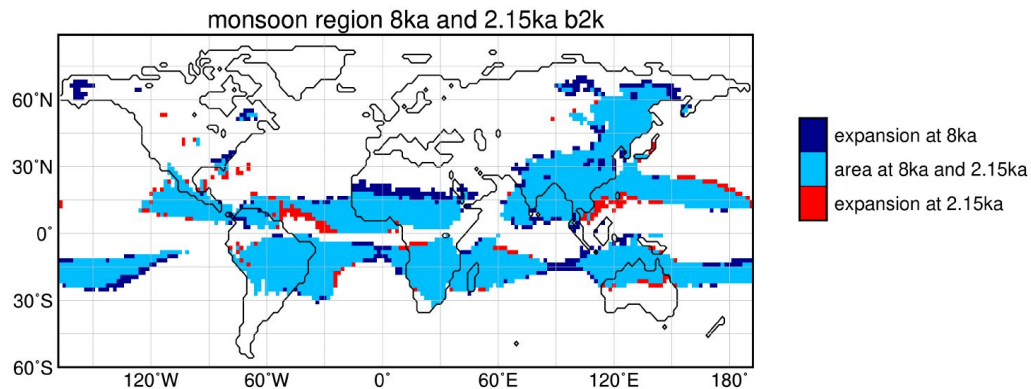 monsoon region 8ka and 2.15ka b2k
60˚N
30˚N
0˚
30˚S
60˚S
120˚W
60˚W
0˚
60˚E
120˚E
180˚
expansion at 8ka
area at 8ka and 2.15ka
expansion at 2.15ka